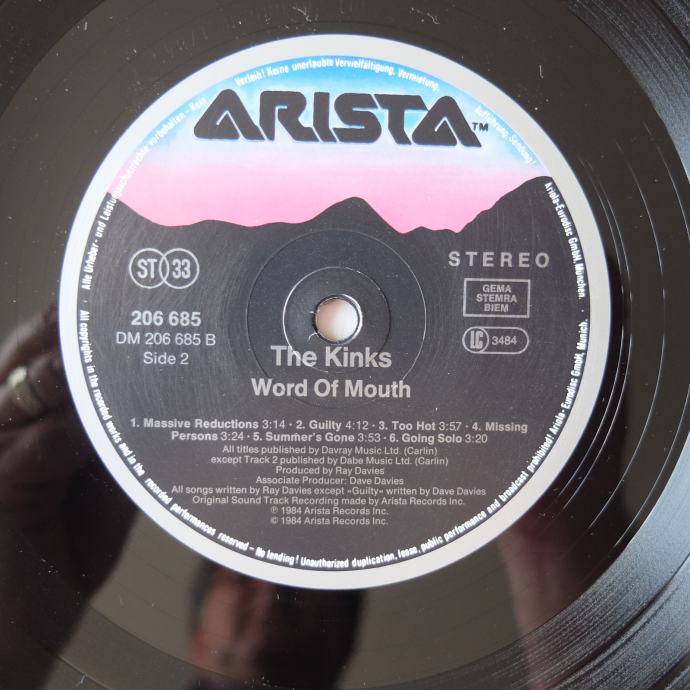 Alle Urheber- und Leistungsschutzrechte vorbehalten - Kein Verleih! Keine unerlaubte Vervielfältigung, Vermietung, Aufführung, Sendung!
ARISTA™
Ariola-Eurodisc GmbH, München.
ST 33
STEREO
206 685
DM 206 685 B
Side 2
GEMA
STEMRA
BIEM
LC 3484
The Kinks
Word Of Mouth
1. Massive Reductions 3:14 · 2. Guilty 4:12 · 3. Too Hot 3:57 · 4. Missing
Persons 3:24 · 5. Summer's Gone 3:53 · 6. Going Solo 3:20
All titles published by Davray Music Ltd. (Carlin)
except Track 2 published by Dabe Music Ltd. (Carlin)
Produced by Ray Davies
Associate Producer: Dave Davies
All songs written by Ray Davies except »Guilty« written by Dave Davies
Original Sound Track Recording made by Arista Records Inc.
℗ 1984 Arista Records Inc.
© 1984 Arista Records Inc.
All copyrights in the recorded works and in the recorded performances reserved - No lending! Unauthorized duplication, lease, public performance and broadcast prohibited! Ariola-Eurodisc GmbH, Munich.